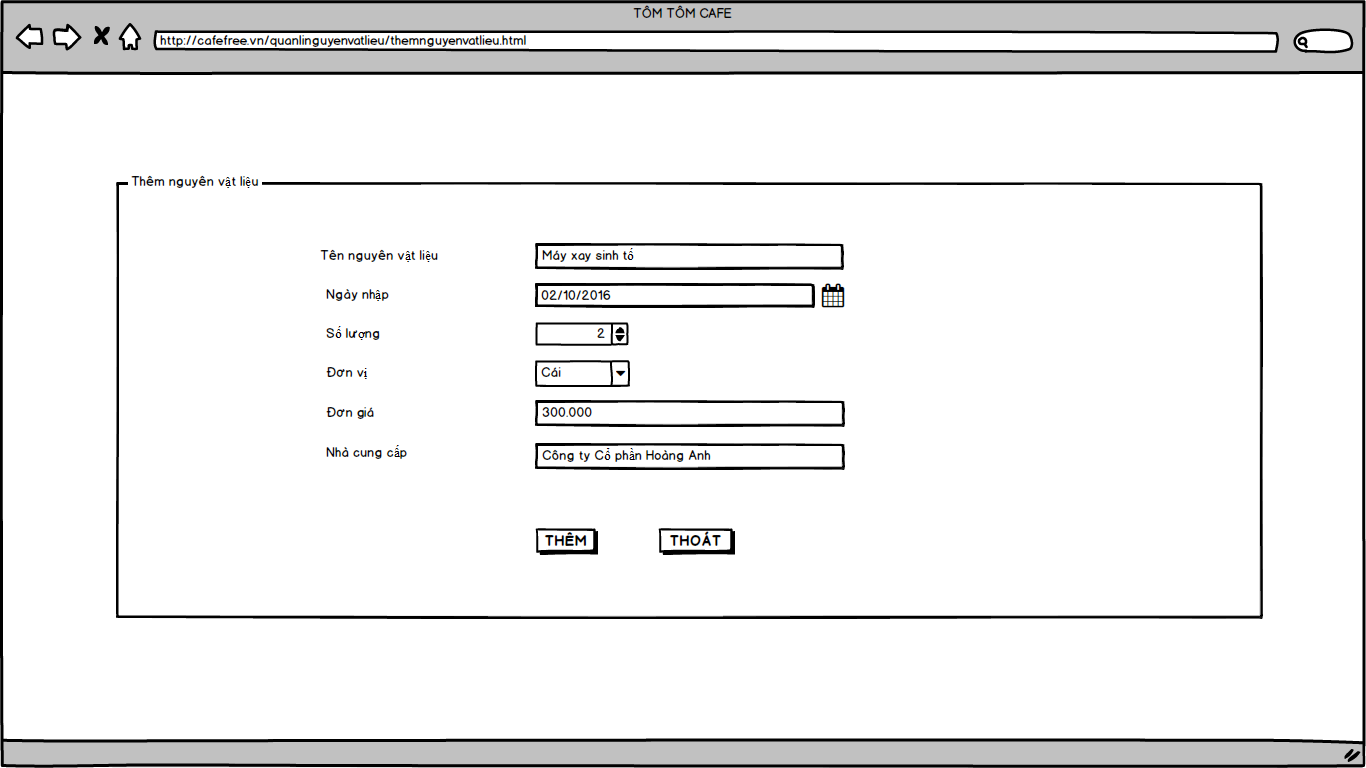 TÔM TÔM CAFE
http://cafefree.vn/quanlinguyenvatlieu/themnguyenvatlieu.html
Thêm nguyên vật liệu
Tên nguyên vật liệu
Máy xay sinh tố
Ngày nhập
02/10/2016
Số lượng
2
Đơn vị
Cái
Đơn giá
300.000
Nhà cung cấp
Công ty Cổ phần Hoàng Anh
THÊM
THOÁT